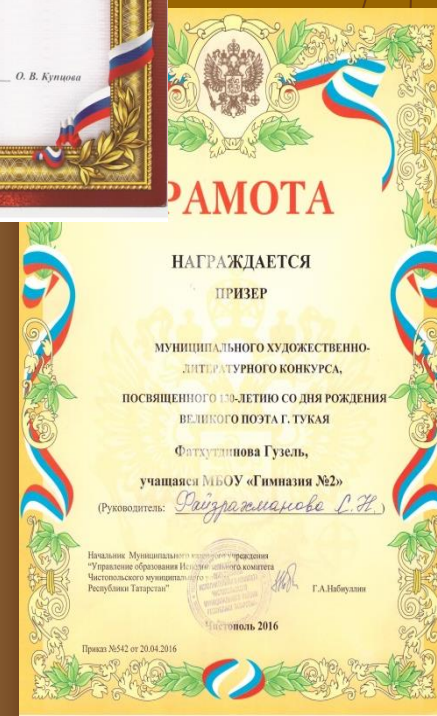 О. В. Купцова
РАМОТА
НАГРАЖДАЕТСЯ
ПРИЗЕР
МУНИЦИПАЛЬНОГО ХУДОЖЕСТВЕННО-
ЛИТЕРАТУРНОГО КОНКУРСА,
ПОСВЯЩЕННОГО 130-ЛЕТИЮ СО ДНЯ РОЖДЕНИЯ
ВЕЛИКОГО ПОЭТА Г. ТУКАЯ
Фатхутдинова Гузель,
учащаяся МБОУ «Гимназия №2»
(Руководитель: Файзрахманова С.Н.)
Начальник Муниципального казенного учреждения
"Управление образования Исполнительного комитета
Чистопольского муниципального
Республики Татарстан"
Г.А.Набиуллин
Чистополь 2016
Приказ №542 от 20.04.2016